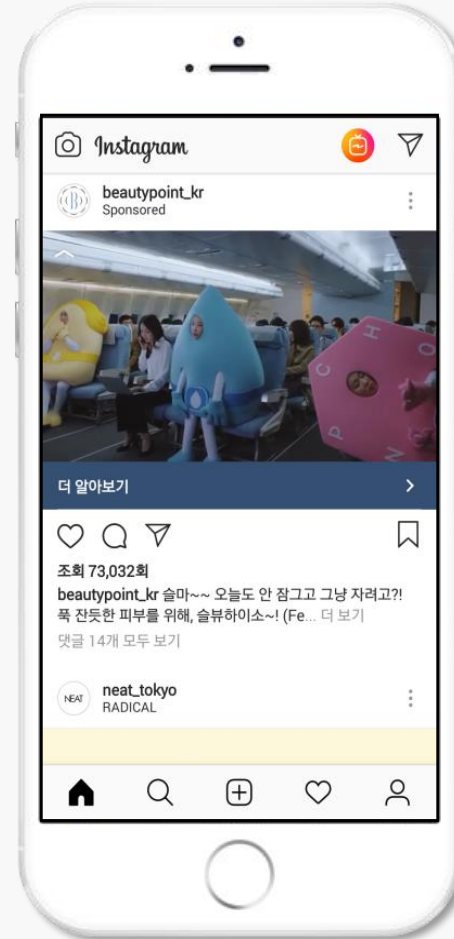 Instagram
beautypoint_kr
Sponsored
C H O N P
더 알아보기
조회 73,032회
beautypoint_kr 슬마~~ 오늘도 안 잠그고 그냥 자려고?!
푹 잔듯한 피부를 위해, 슬뷰하이소~! (Fe... 더 보기
댓글 14개 모두 보기
NEAT
neat_tokyo
RADICAL